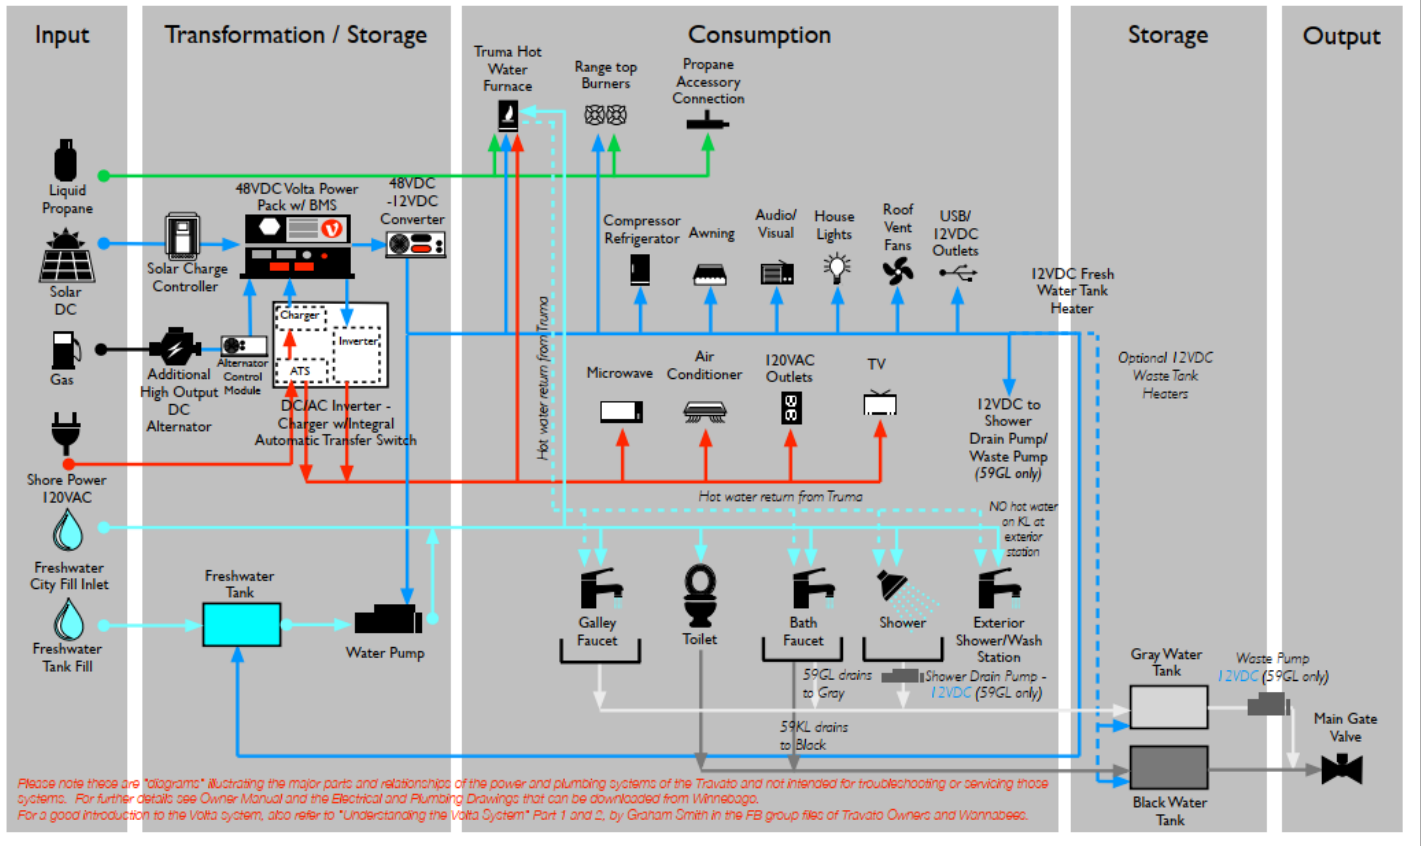 Input
Transformation / Storage
Consumption
Storage
Output
Truma Hot
Water
Furnace
Range top
Burners
Propane
Accessory
Connection
Liquid
Propane
48VDC Volta Power
Pack w/ BMS
48VDC
-12VDC
Converter
Solar Charge
Controller
Solar
DC
Compressor
Refrigerator
Awning
Audio/
Visual
House
Lights
Roof
Vent
Fans
USB/
12VDC
Outlets
12VDC Fresh
Water Tank
Heater
Gas
Additional
High Output
DC
Alternator
Alternator
Control
Module
Charger
Inverter
ATS
DC/AC Inverter -
Charger w/Integral
Automatic Transfer Switch
Hot water return from Truma
Microwave
Air
Conditioner
120VAC
Outlets
TV
12VDC to
Shower
Drain Pump/
Waste Pump
(59GL only)
Optional 12VDC
Waste Tank
Heaters
Shore Power
120VAC
Hot water return from Truma
NO hot water
on KL at
exterior
station
Freshwater
City Fill Inlet
Freshwater
Tank
Freshwater
Tank Fill
Water Pump
Galley
Faucet
Toilet
Bath
Faucet
Shower
Exterior
Shower/Wash
Station
59GL drains
to Gray
Shower Drain Pump -
12VDC (59GL only)
59KL drains
to Black
Gray Water
Tank
Waste Pump
12VDC (59GL only)
Main Gate
Valve
Black Water
Tank
Please note these are "diagrams" illustrating the major parts and relationships of the power and plumbing systems of the Travato and not intended for troubleshooting or servicing those
systems. For further details see Owner Manual and the Electrical and Plumbing Drawings that can be downloaded from Winnebago.
For a good introduction to the Volta system, also refer to "Understanding the Volta System" Part 1 and 2, by Graham Smith in the FB group files of Travato Owners and Wannabees.